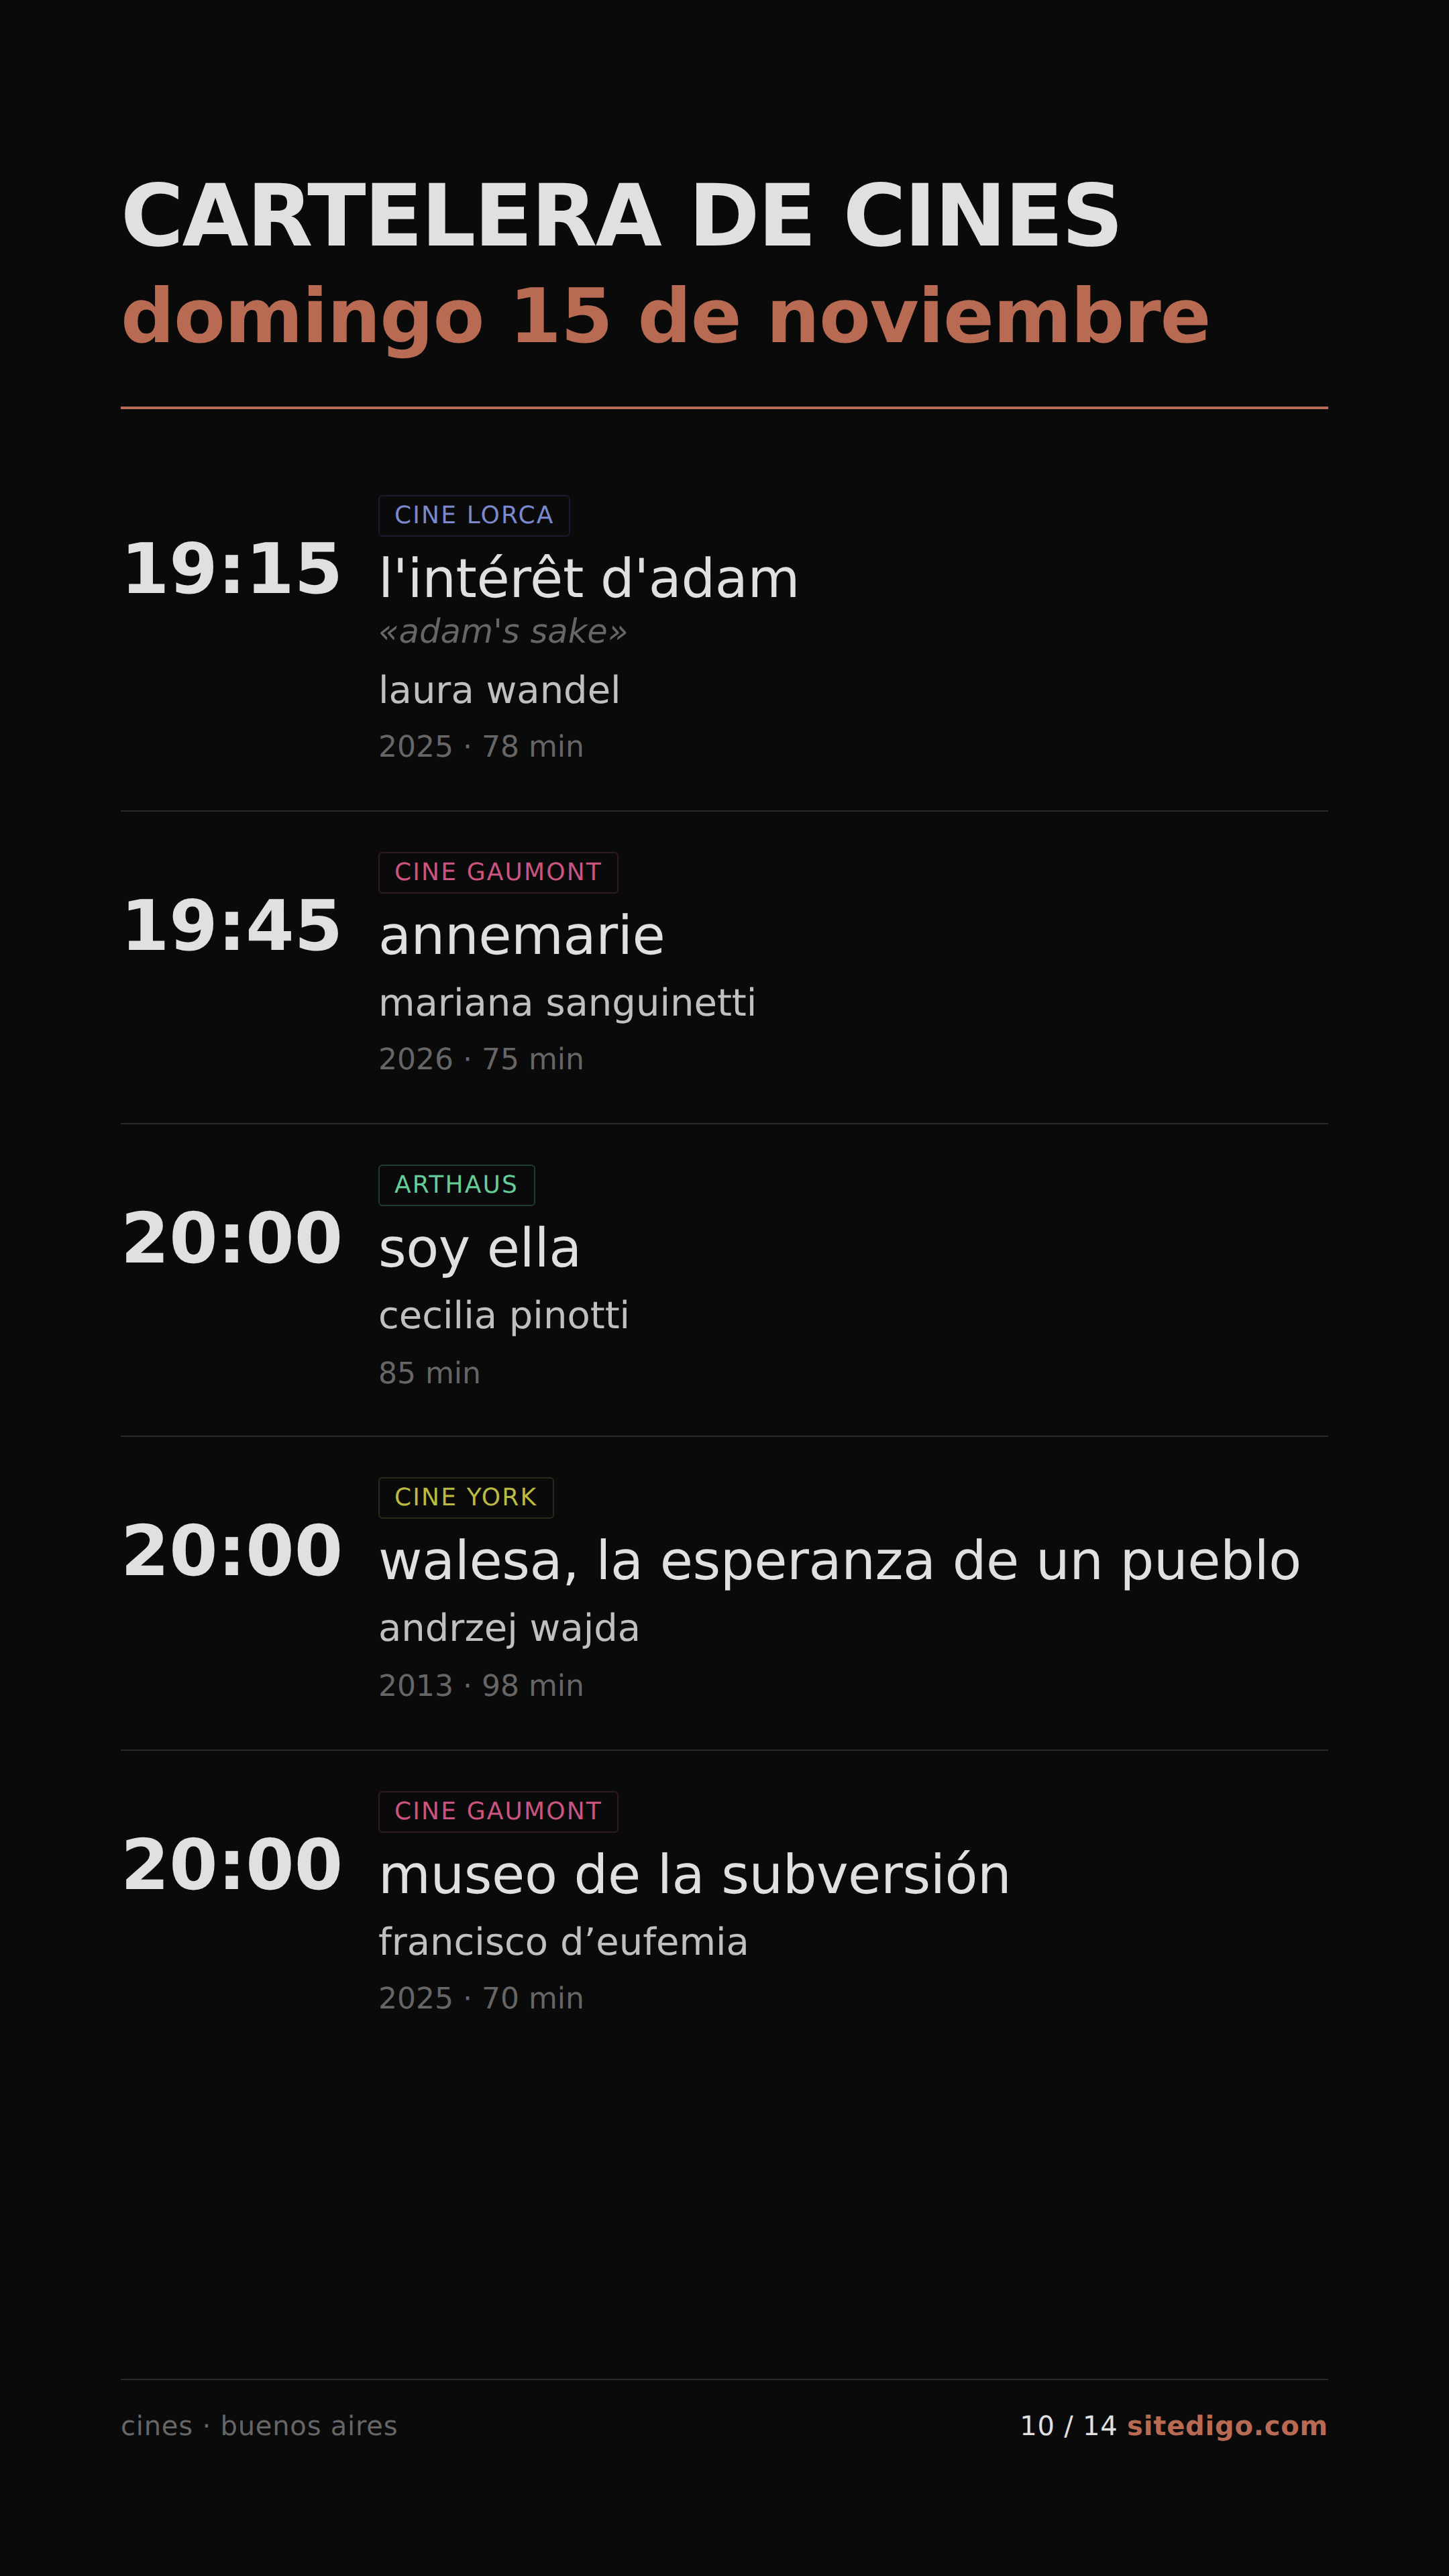 CARTELERA DE CINES
domingo 15 de noviembre
CINE LORCA
19:15
l'intérêt d'adam
«adam's sake»
laura wandel
2025 · 78 min
CINE GAUMONT
19:45
annemarie
mariana sanguinetti
2026 · 75 min
ARTHAUS
20:00
soy ella
cecilia pinotti
85 min
CINE YORK
20:00
walesa, la esperanza de un pueblo
andrzej wajda
2013 · 98 min
CINE GAUMONT
20:00
museo de la subversión
francisco d’eufemia
2025 · 70 min
cines · buenos aires
10 / 14 sitedigo.com